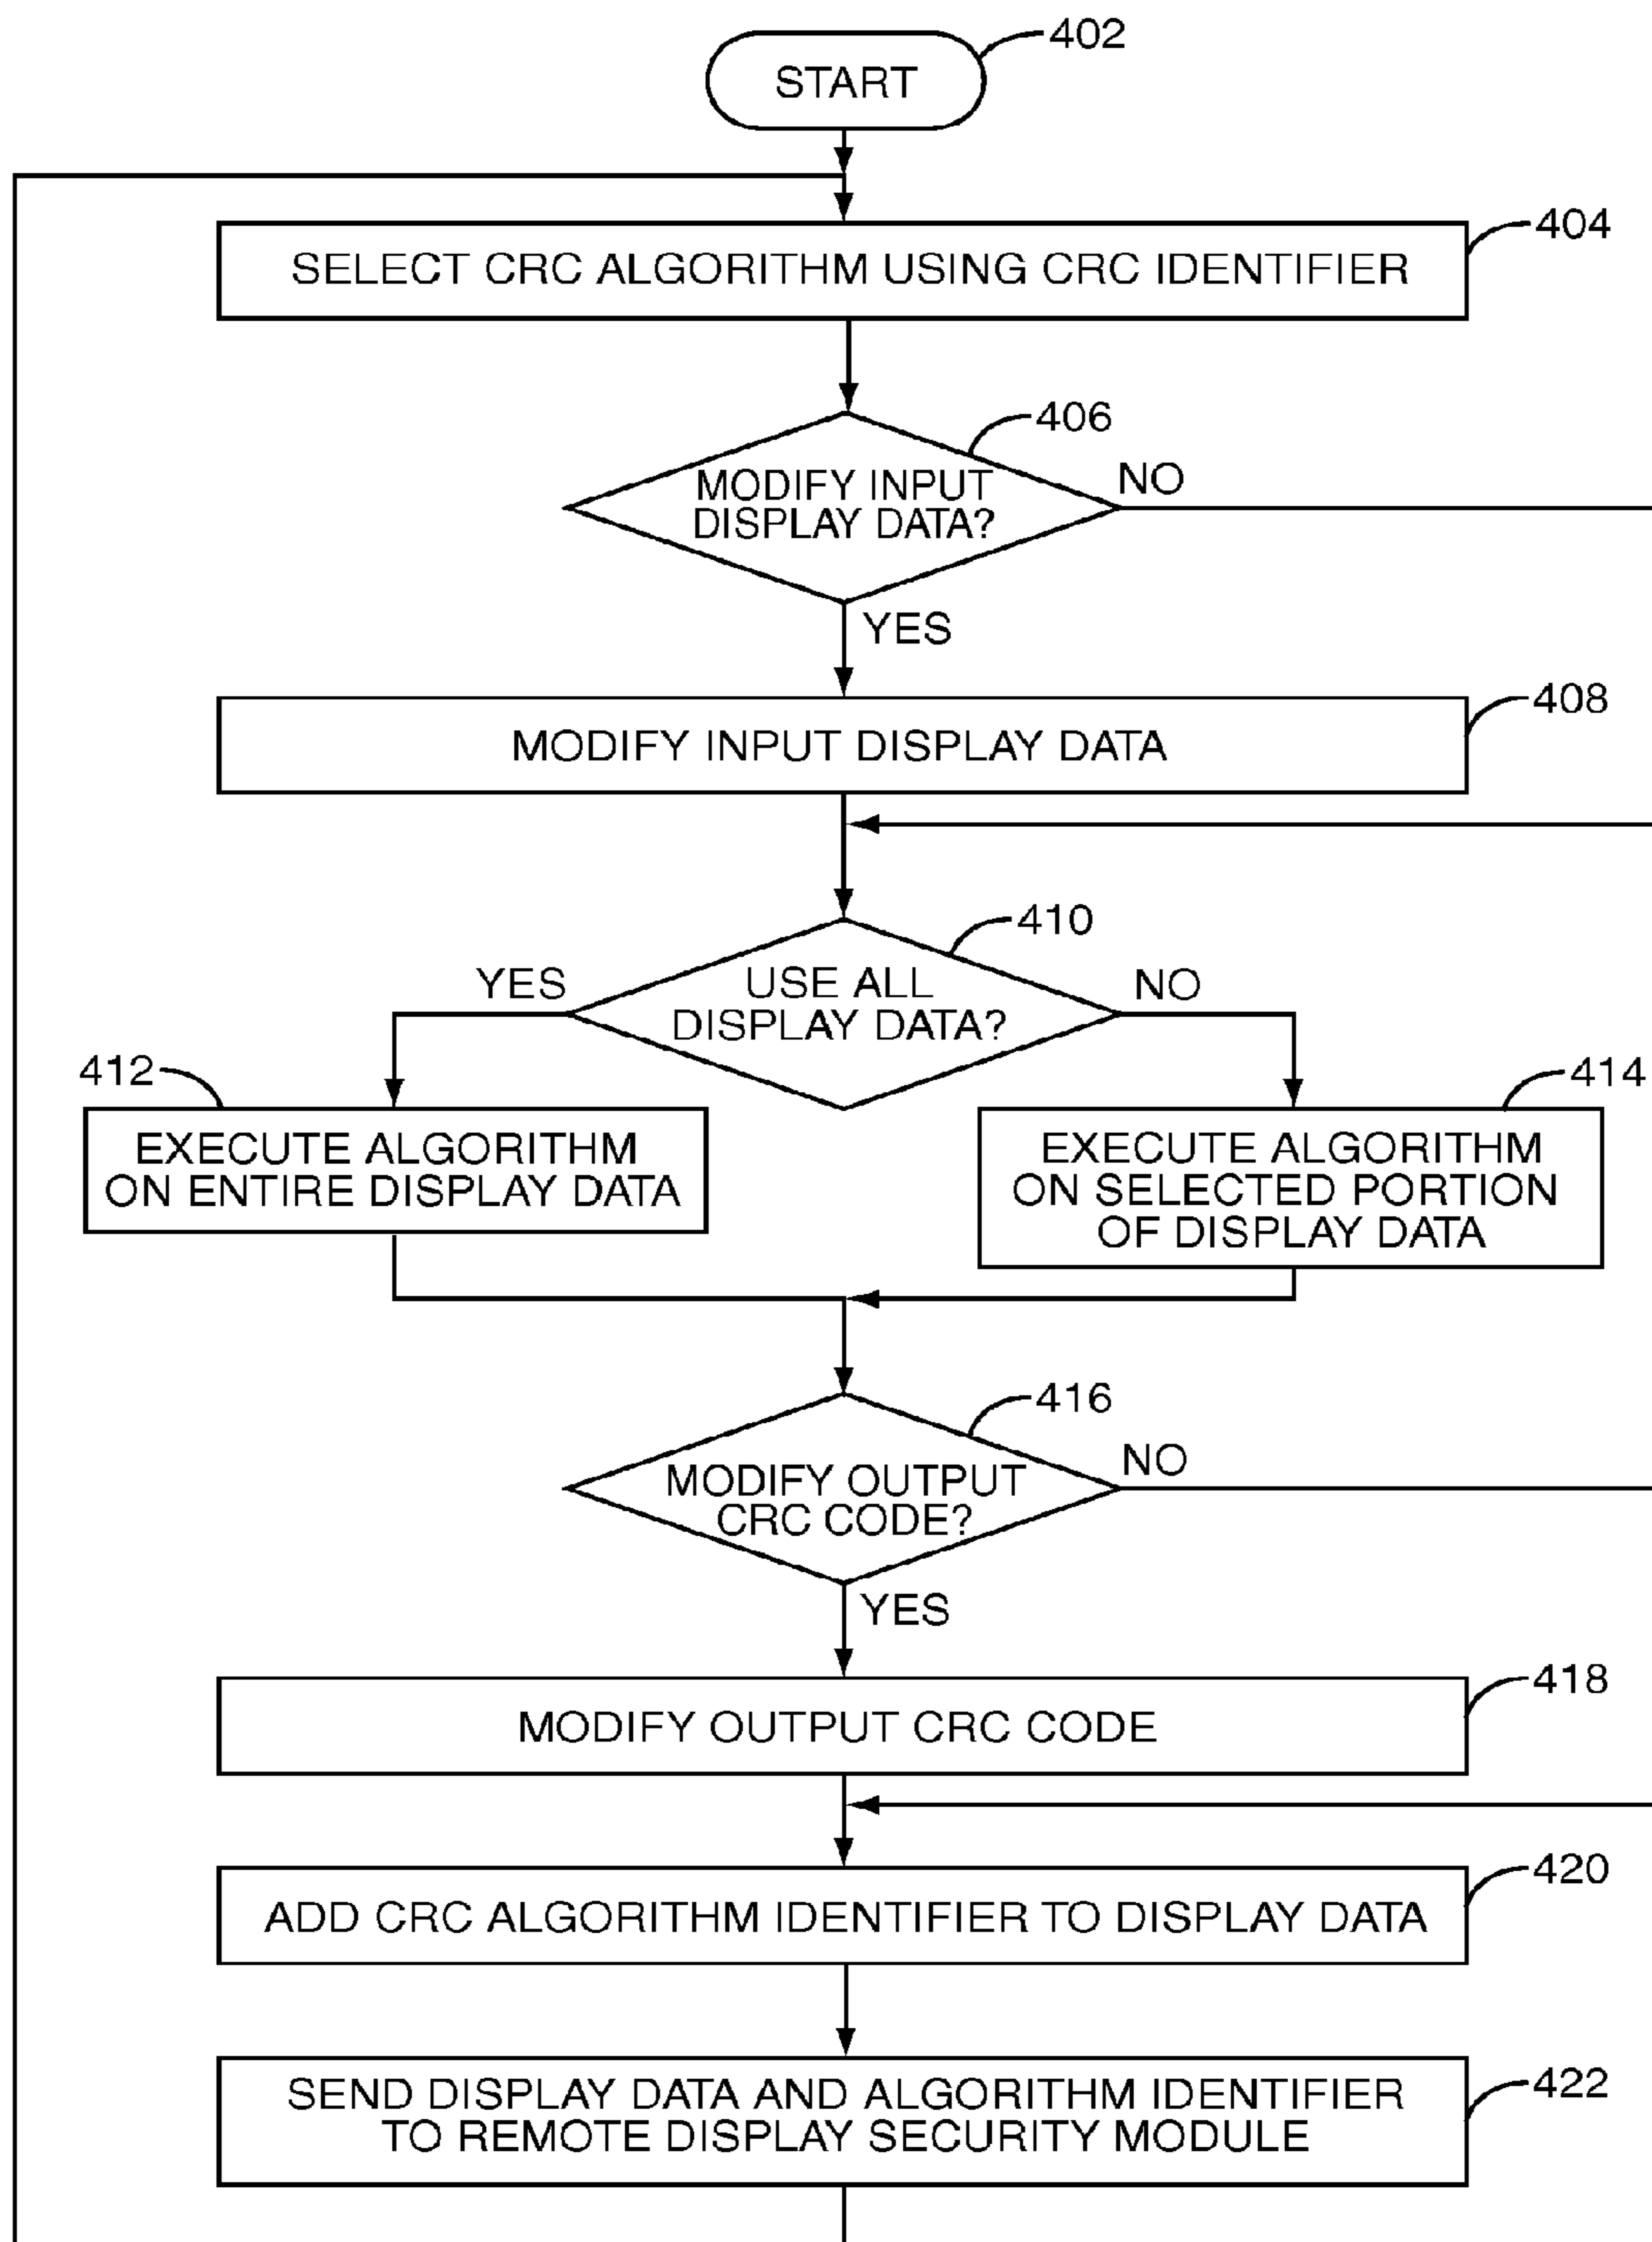 START
402
SELECT CRC ALGORITHM USING CRC IDENTIFIER
404
406
MODIFY INPUT
DISPLAY DATA?
NO
YES
MODIFY INPUT DISPLAY DATA
408
410
YES
USE ALL
DISPLAY DATA?
NO
412
414
EXECUTE ALGORITHM
ON ENTIRE DISPLAY DATA
EXECUTE ALGORITHM
ON SELECTED PORTION
OF DISPLAY DATA
416
MODIFY OUTPUT
CRC CODE?
NO
YES
MODIFY OUTPUT CRC CODE
418
ADD CRC ALGORITHM IDENTIFIER TO DISPLAY DATA
420
SEND DISPLAY DATA AND ALGORITHM IDENTIFIER
TO REMOTE DISPLAY SECURITY MODULE
422